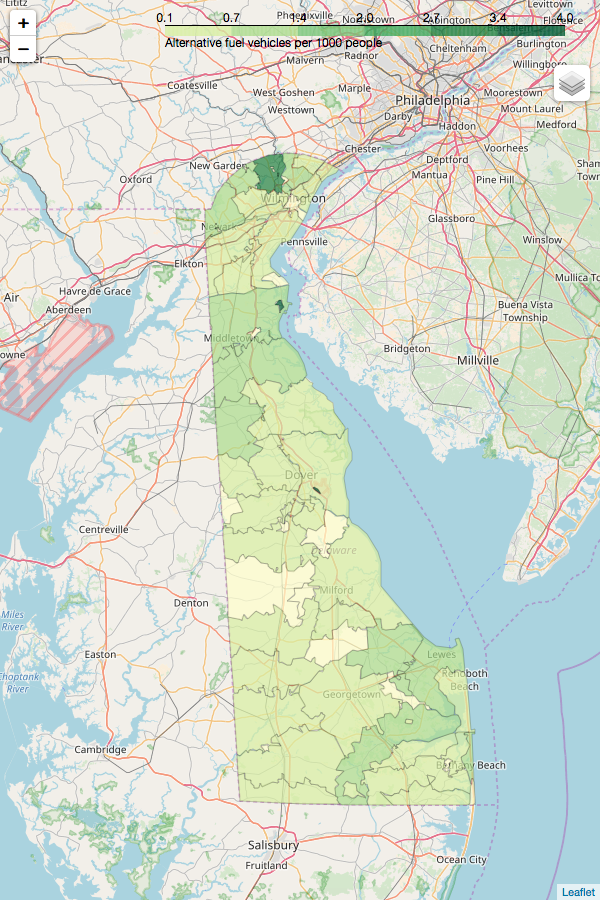 +
−
0.1 0.7 1.4 2.0 2.7 3.4 4.0
Alternative fuel vehicles per 1000 people
Lititz
Phoenixville
Norristown
Abington
Levittown
Florence
Burlington
Cheltenham
Malvern
Radnor
Willingboro
Coatesville
West Goshen
Marple
Moorestown
Philadelphia
Mount Laurel
Westtown
Darby
Medford
Haddon
Chester
Voorhees
Deptford
New Garden
Sham
Town
Oxford
Mantua
Pine Hill
Wilmington
Glassboro
Newark
Pennsville
Winslow
Elkton
Mullica To
Air
Havre de Grace
Aberdeen
Buena Vista
Township
Middletown
Bridgeton
owne
Millville
Dover
Centreville
Delaware
Milford
Miles
River
Denton
Easton
Lewes
Choptank
River
Rehoboth
Beach
Georgetown
Cambridge
Bethany Beach
Salisbury
Fruitland
Ocean City
Leaflet